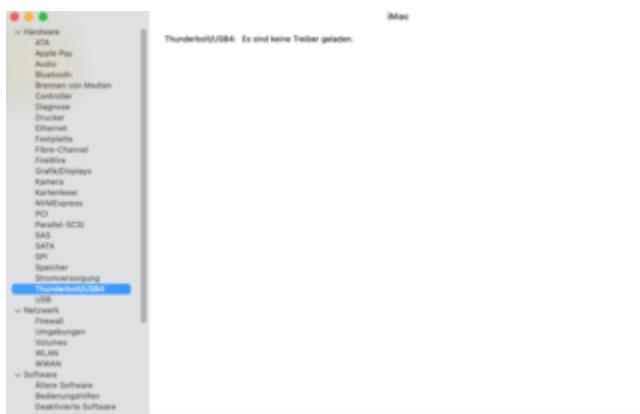 iMac
Hardware
ATA
Apple Pay
Audio
Bluetooth
Brennen von Medien
Controller
Diagnose
Drucker
Ethernet
Festplatte
Fibre-Channel
FireWire
Grafik/Displays
Kamera
Kartenleser
NVMExpress
PCI
Parallel-SCSI
SAS
SATA
SPI
Speicher
Stromversorgung
Thunderbolt/USB4
USB
Netzwerk
Firewall
Umgebungen
Volumes
WLAN
WWAN
Software
Ältere Software
Bedienungshilfen
Deaktivierte Software
Thunderbolt/USB4: Es sind keine Treiber geladen.